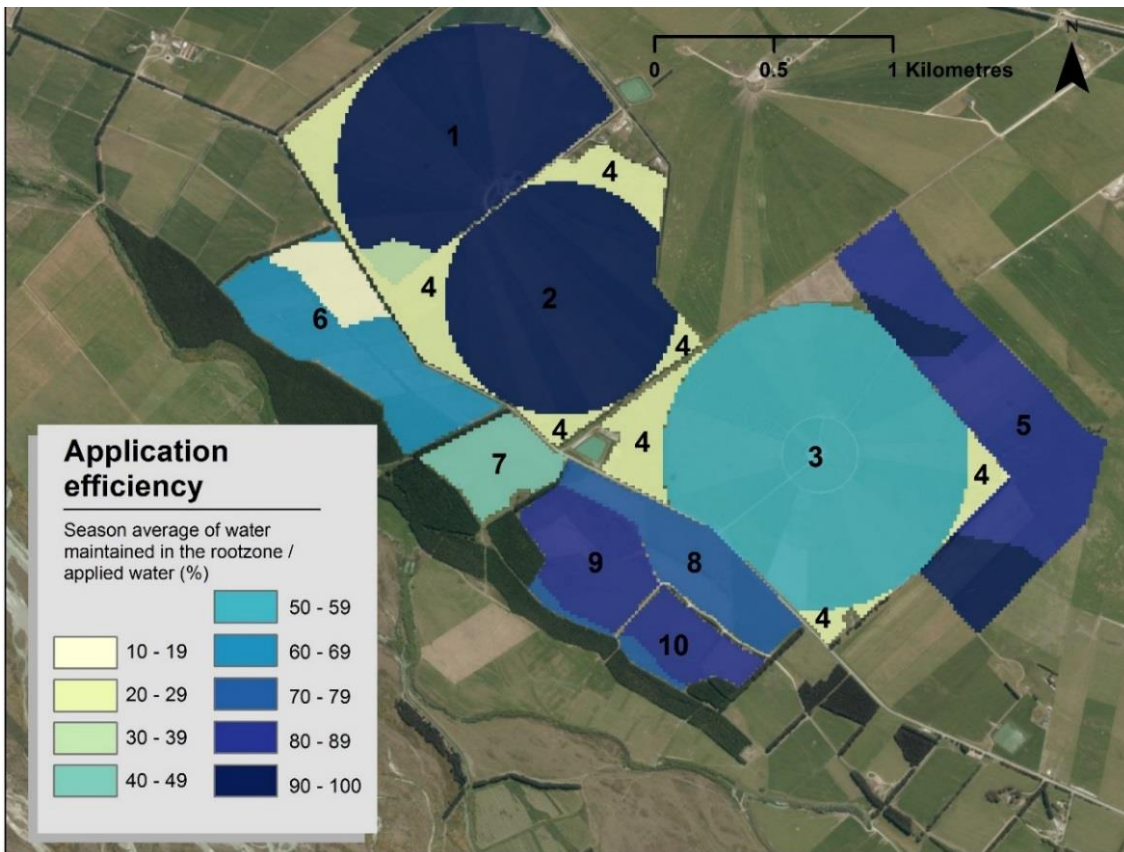 N
0 0.5 1 Kilometres
1
4
2
4
4
6
4
4
3
4
5
7
8
9
10
4
Application
efficiency
Season average of water
maintained in the rootzone /
applied water (%)
10 - 19
20 - 29
30 - 39
40 - 49
50 - 59
60 - 69
70 - 79
80 - 89
90 - 100